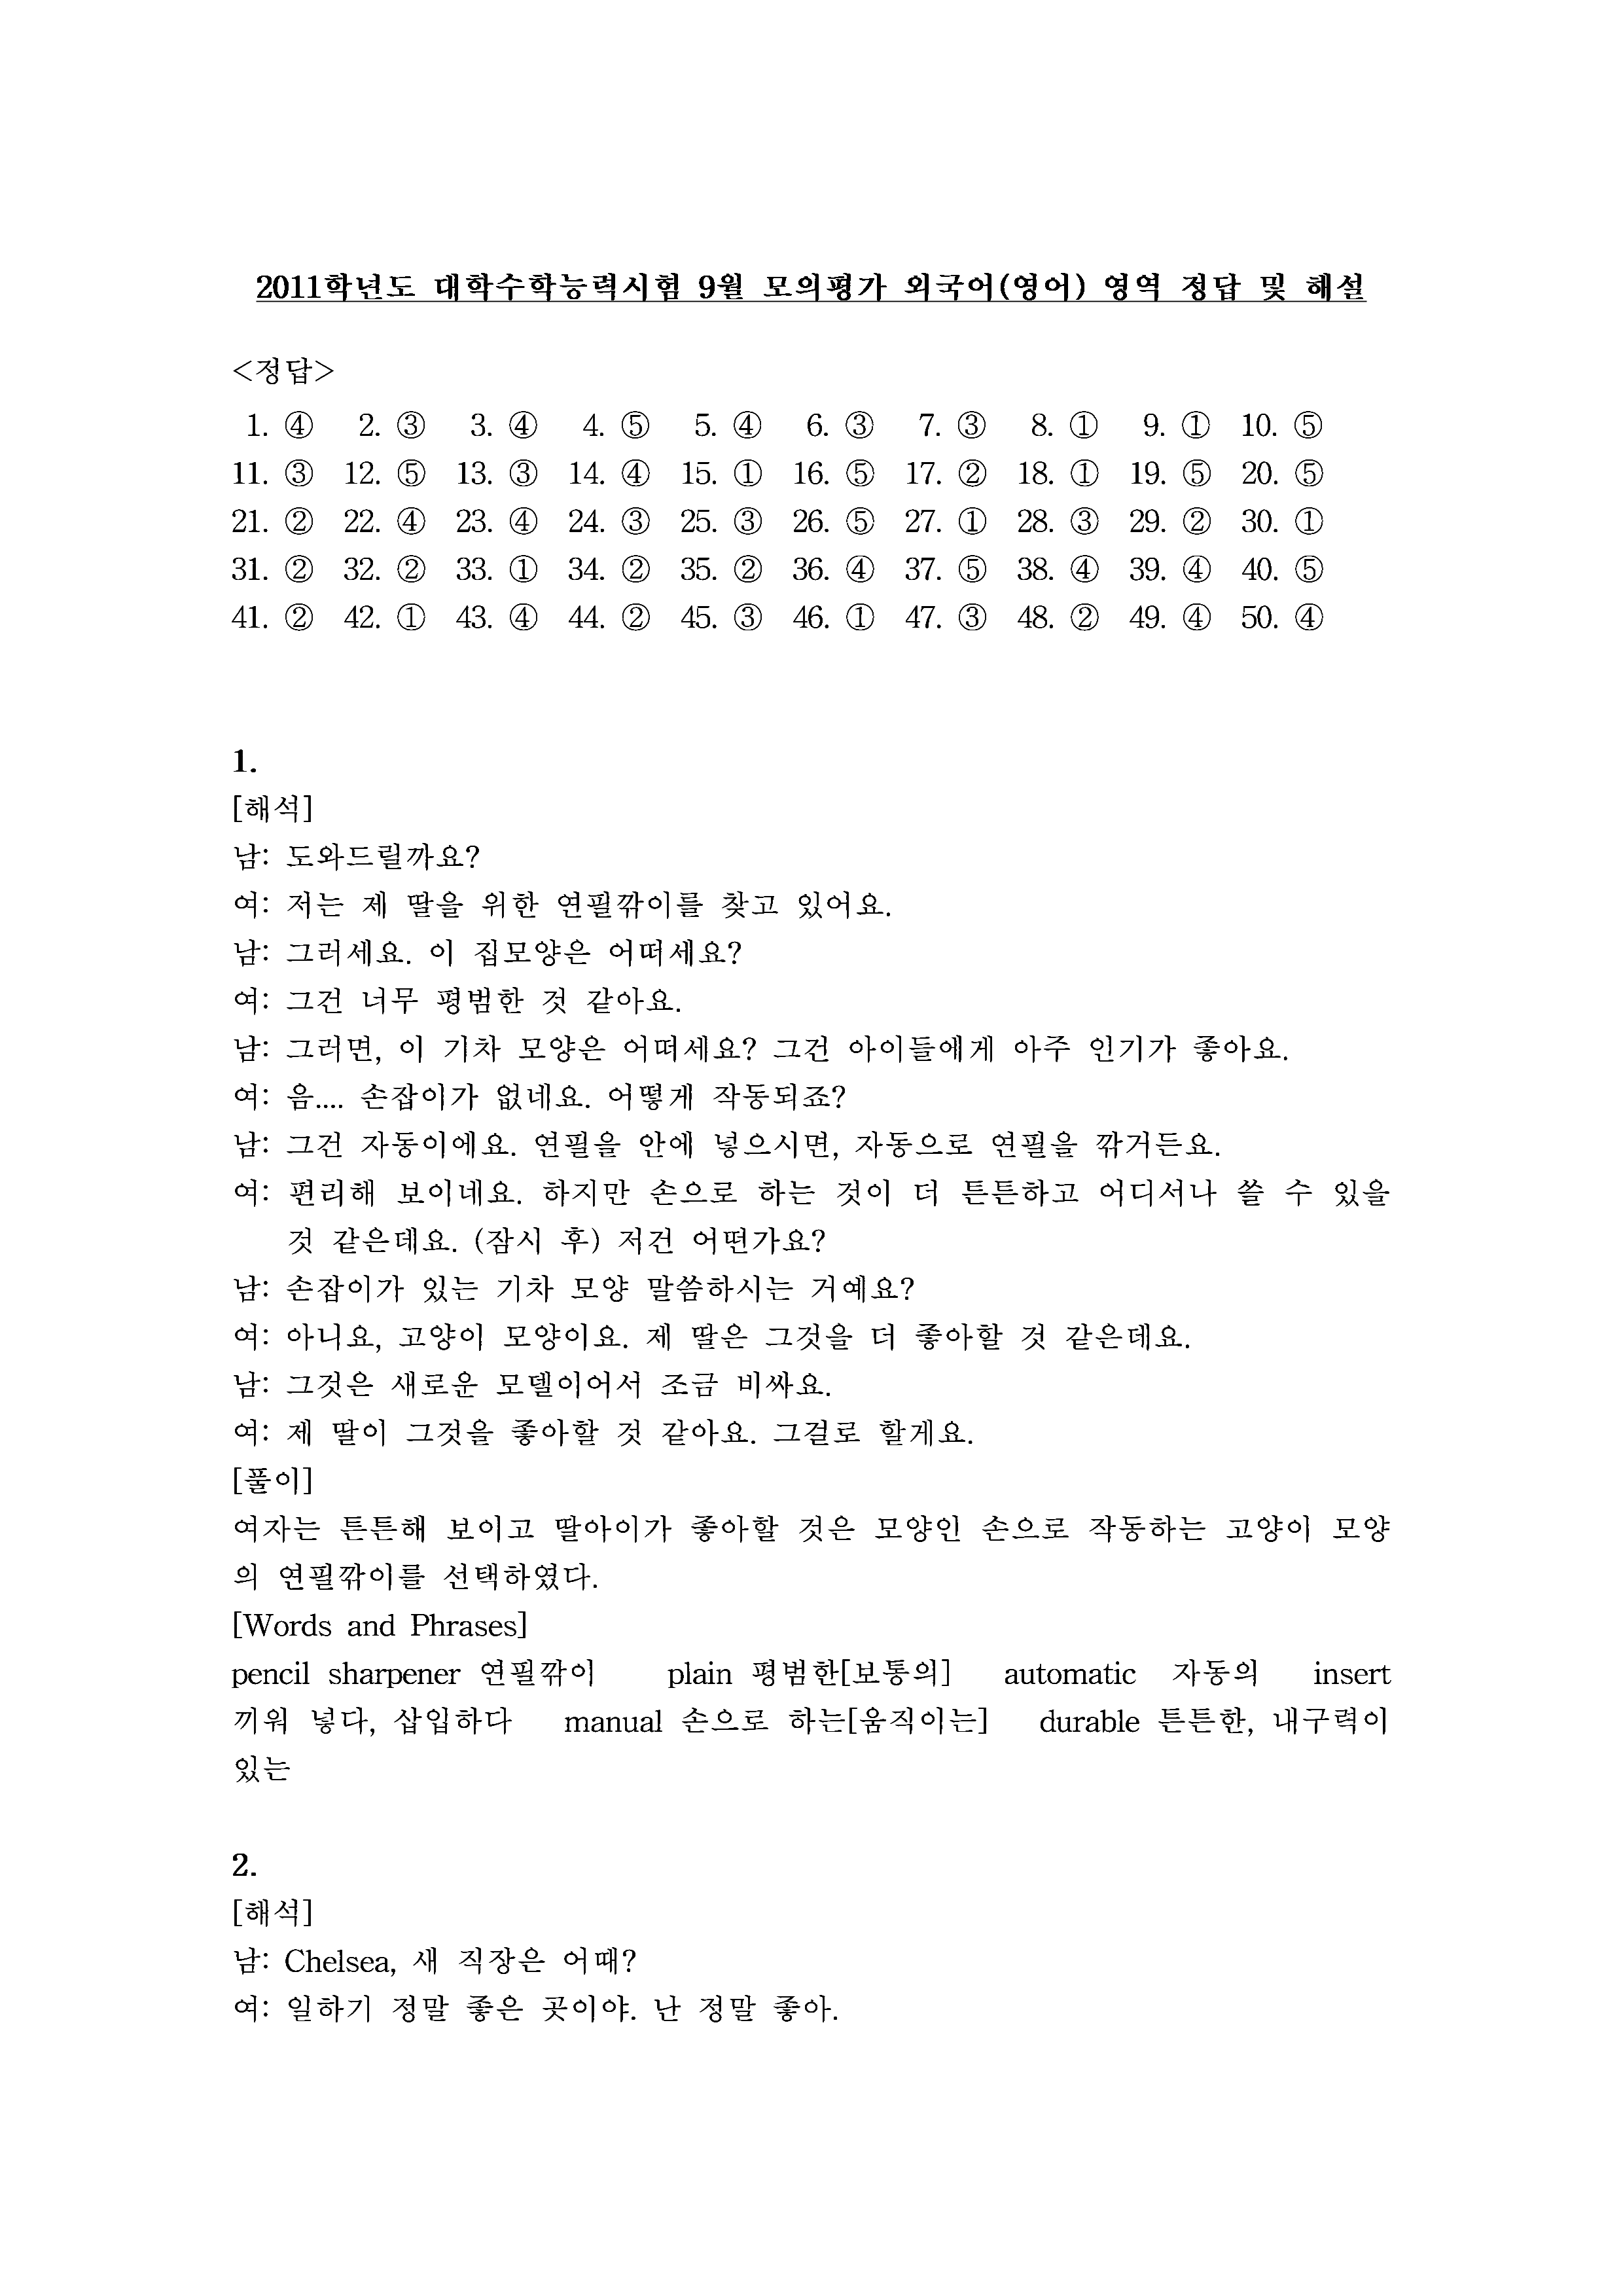 2011학년도 대학수학능력시험 9월 모의평가 외국어(영어) 영역 정답 및 해설
<정답>
1. ④ 2. ③ 3. ④ 4. ⑤ 5. ④ 6. ③ 7. ③ 8. ① 9. ① 10. ⑤
11. ③ 12. ⑤ 13. ③ 14. ④ 15. ① 16. ⑤ 17. ② 18. ① 19. ⑤ 20. ⑤
21. ② 22. ④ 23. ④ 24. ③ 25. ③ 26. ⑤ 27. ① 28. ③ 29. ② 30. ①
31. ② 32. ② 33. ① 34. ② 35. ② 36. ④ 37. ⑤ 38. ④ 39. ④ 40. ⑤
41. ② 42. ① 43. ④ 44. ② 45. ③ 46. ① 47. ③ 48. ② 49. ④ 50. ④
1.
[해석]
남: 도와드릴까요?
여: 저는 제 딸을 위한 연필깎이를 찾고 있어요.
남: 그러세요. 이 집모양은 어떠세요?
여: 그건 너무 평범한 것 같아요.
남: 그러면, 이 기차 모양은 어떠세요? 그건 아이들에게 아주 인기가 좋아요.
여: 음.... 손잡이가 없네요. 어떻게 작동되죠?
남: 그건 자동이에요. 연필을 안에 넣으시면, 자동으로 연필을 깎거든요.
여: 편리해 보이네요. 하지만 손으로 하는 것이 더 튼튼하고 어디서나 쓸 수 있을
것 같은데요. (잠시 후) 저건 어떤가요?
남: 손잡이가 있는 기차 모양 말씀하시는 거예요?
여: 아니요, 고양이 모양이요. 제 딸은 그것을 더 좋아할 것 같은데요.
남: 그것은 새로운 모델이어서 조금 비싸요.
여: 제 딸이 그것을 좋아할 것 같아요. 그걸로 할게요.
[풀이]
여자는 튼튼해 보이고 딸아이가 좋아할 것은 모양인 손으로 작동하는 고양이 모양
의 연필깎이를 선택하였다.
[Words and Phrases]
pencil sharpener 연필깎이 plain 평범한[보통의] automatic 자동의 insert
끼워 넣다, 삽입하다 manual 손으로 하는[움직이는] durable 튼튼한, 내구력이
있는
2.
[해석]
남: Chelsea, 새 직장은 어때?
여: 일하기 정말 좋은 곳이야. 난 정말 좋아.